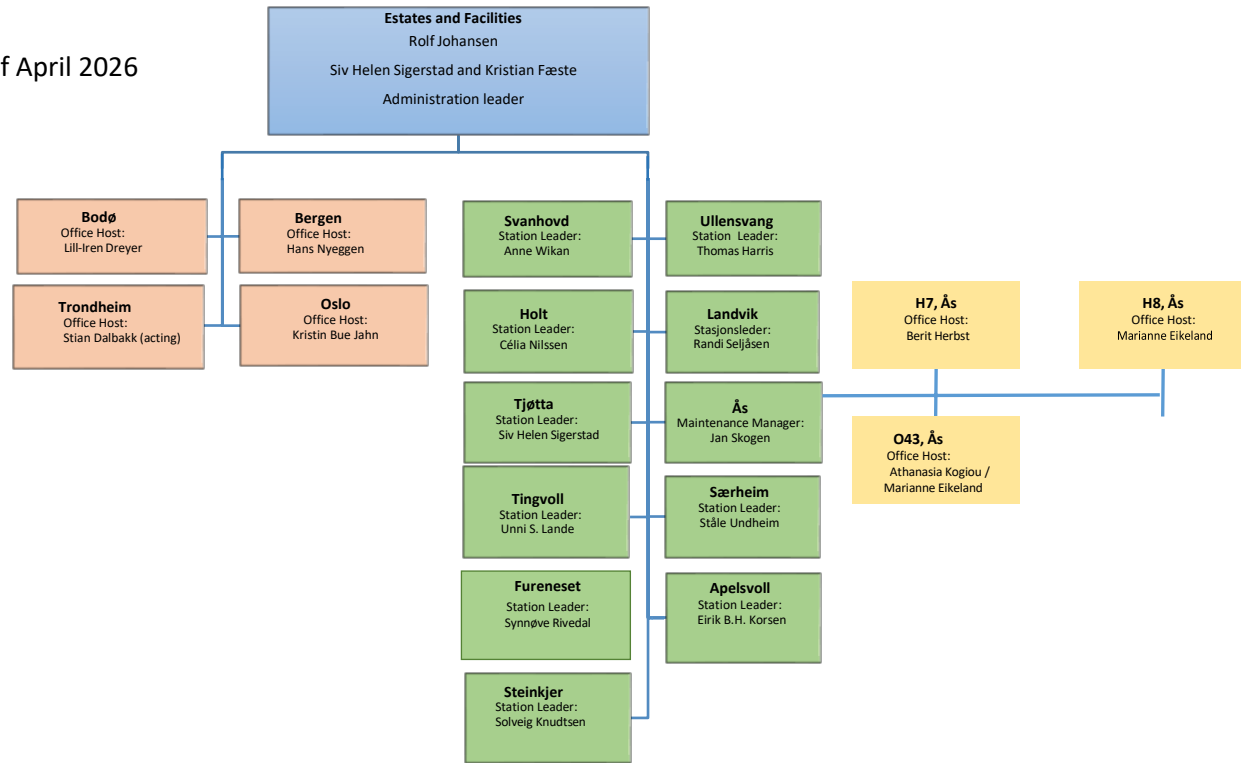 Estates and Facilities
Rolf Johansen
Siv Helen Sigerstad and Kristian Fæste
Administration leader
f April 2026
Bodø
Office Host:
Lill-Iren Dreyer
Bergen
Office Host:
Hans Nyeggen
Trondheim
Office Host:
Stian Dalbakk (acting)
Oslo
Office Host:
Kristin Bue Jahn
Svanhovd
Station Leader:
Anne Wikan
Ullensvang
Station Leader:
Thomas Harris
Holt
Station Leader:
Célia Nilssen
Landvik
Stasjonsleder:
Randi Seljåsen
Tjøtta
Station Leader:
Siv Helen Sigerstad
Ås
Maintenance Manager:
Jan Skogen
Tingvoll
Station Leader:
Unni S. Lande
Særheim
Station Leader:
Ståle Undheim
Fureneset
Station Leader:
Synnøve Rivedal
Apelsvoll
Station Leader:
Eirik B.H. Korsen
Steinkjer
Station Leader:
Solveig Knudtsen
H7, Ås
Office Host:
Berit Herbst
H8, Ås
Office Host:
Marianne Eikeland
O43, Ås
Office Host:
Athanasia Kogiou /
Marianne Eikeland